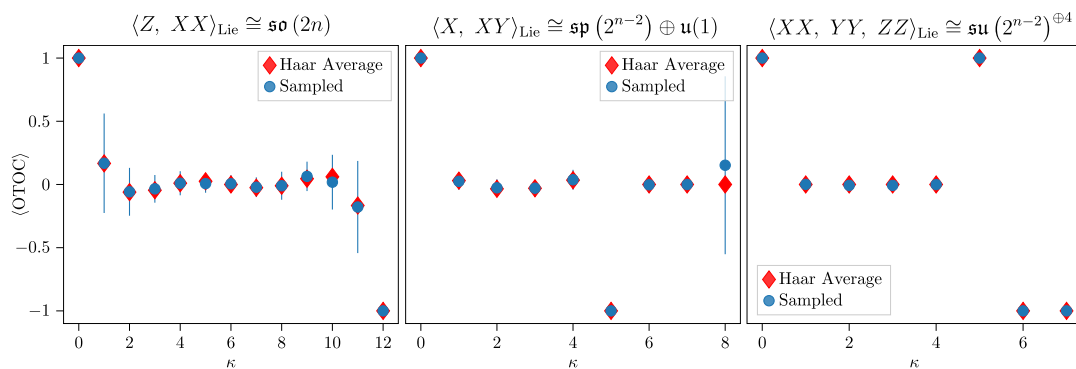 ⟨Z, XX⟩_Lie ≅ 𝔰𝔬 (2n)
⟨X, XY⟩_Lie ≅ 𝔰𝔭 (2^{n−2}) ⊕ 𝔲(1)
⟨XX, YY, ZZ⟩_Lie ≅ 𝔰𝔲 (2^{n−2})^{⊕4}
⟨OTOC⟩
1
0.5
0
−0.5
−1
Haar Average
Sampled
0 2 4 6 8 10 12
κ
Haar Average
Sampled
0 2 4 6 8
κ
Haar Average
Sampled
0 2 4 6
κ